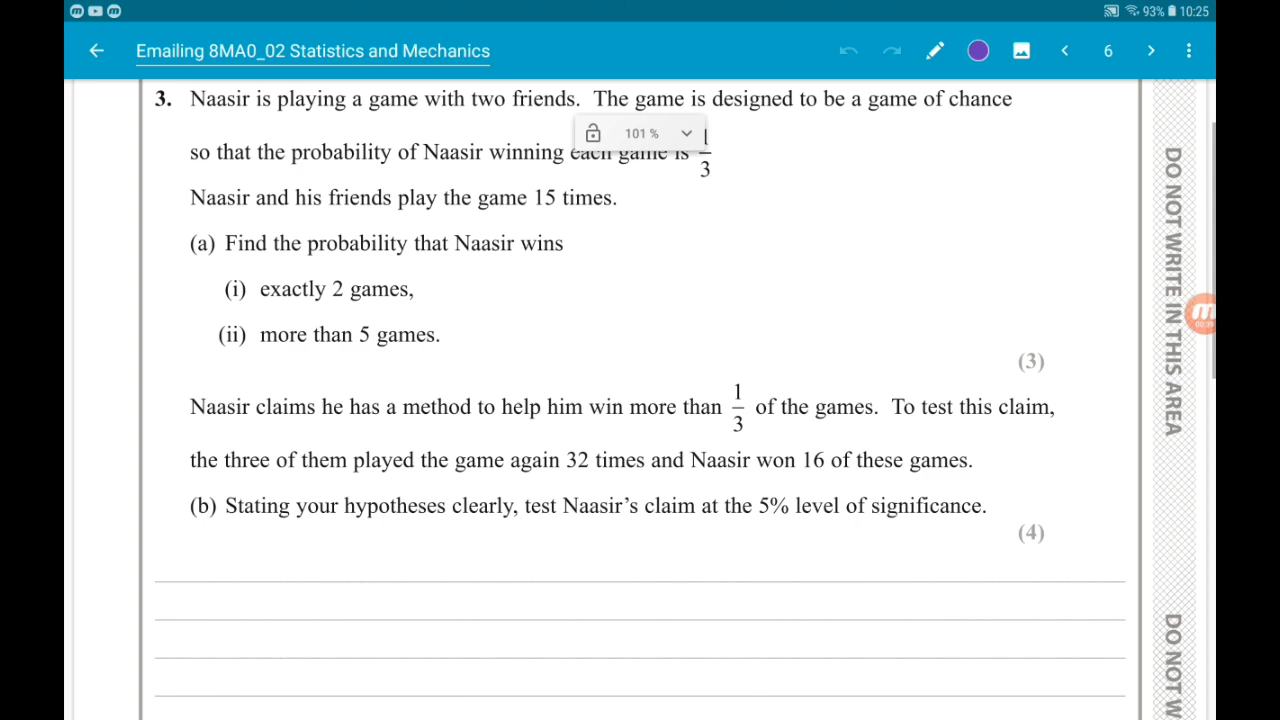 93% 10:25
Emailing 8MA0_02 Statistics and Mechanics
6
3. Naasir is playing a game with two friends. The game is designed to be a game of chance
101 %
so that the probability of Naasir winning each game is 1/3
Naasir and his friends play the game 15 times.
(a) Find the probability that Naasir wins
(i) exactly 2 games,
(ii) more than 5 games.
(3)
Naasir claims he has a method to help him win more than 1/3 of the games. To test this claim,
the three of them played the game again 32 times and Naasir won 16 of these games.
(b) Stating your hypotheses clearly, test Naasir's claim at the 5% level of significance.
(4)
DO NOT WRITE IN THIS AREA
DO NOT W